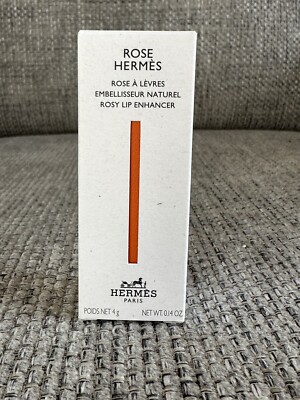 ROSE
HERMÈS
ROSE À LÈVRES
EMBELLISSEUR NATUREL
ROSY LIP ENHANCER
HERMÈS
PARIS
POIDS NET 4 g NET WT. 0.14 OZ